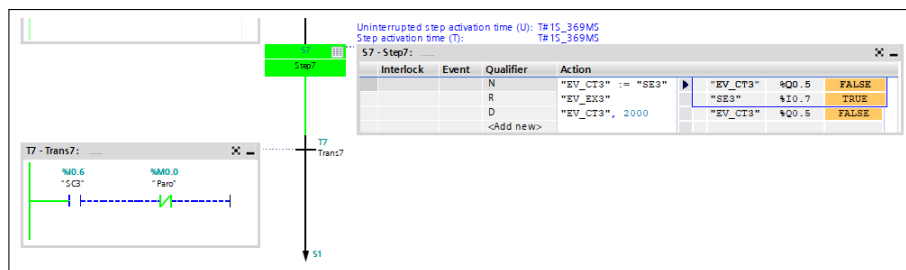 Uninterrupted step activation time (U): T#1S_369MS
Step activation time (T): T#1S_369MS
S7
Step7
S7 - Step7: .....
Interlock Event Qualifier Action
N "EV_CT3" := "SE3" "EV_CT3" %Q0.5 FALSE
R "EV_EX3" "SE3" %I0.7 TRUE
D "EV_CT3", 2000 "EV_CT3" %Q0.5 FALSE
<Add new>
T7 - Trans7: .....
T7
Trans7
%I0.6 %M0.0
"SC3" "Paro"
S1